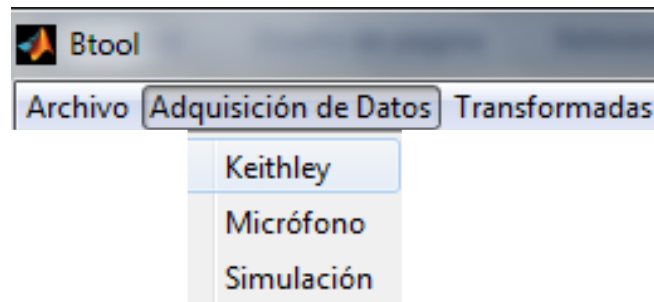 Btool
Archivo Adquisición de Datos Transformadas
Keithley
Micrófono
Simulación